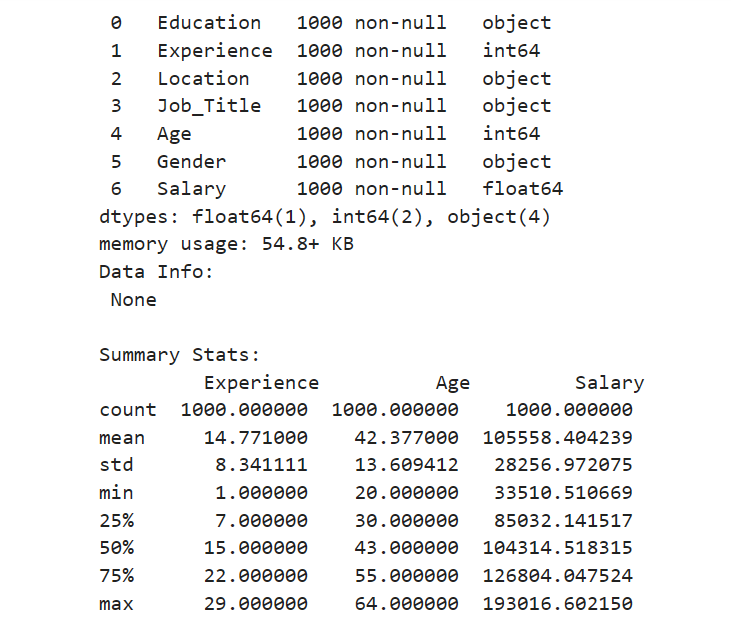 0 Education 1000 non-null object
1 Experience 1000 non-null int64
2 Location 1000 non-null object
3 Job_Title 1000 non-null object
4 Age 1000 non-null int64
5 Gender 1000 non-null object
6 Salary 1000 non-null float64
dtypes: float64(1), int64(2), object(4)
memory usage: 54.8+ KB
Data Info:
None
Summary Stats:
Experience Age Salary
count 1000.000000 1000.000000 1000.000000
mean 14.771000 42.377000 105558.404239
std 8.341111 13.609412 28256.972075
min 1.000000 20.000000 33510.510669
25% 7.000000 30.000000 85032.141517
50% 15.000000 43.000000 104314.518315
75% 22.000000 55.000000 126804.047524
max 29.000000 64.000000 193016.602150